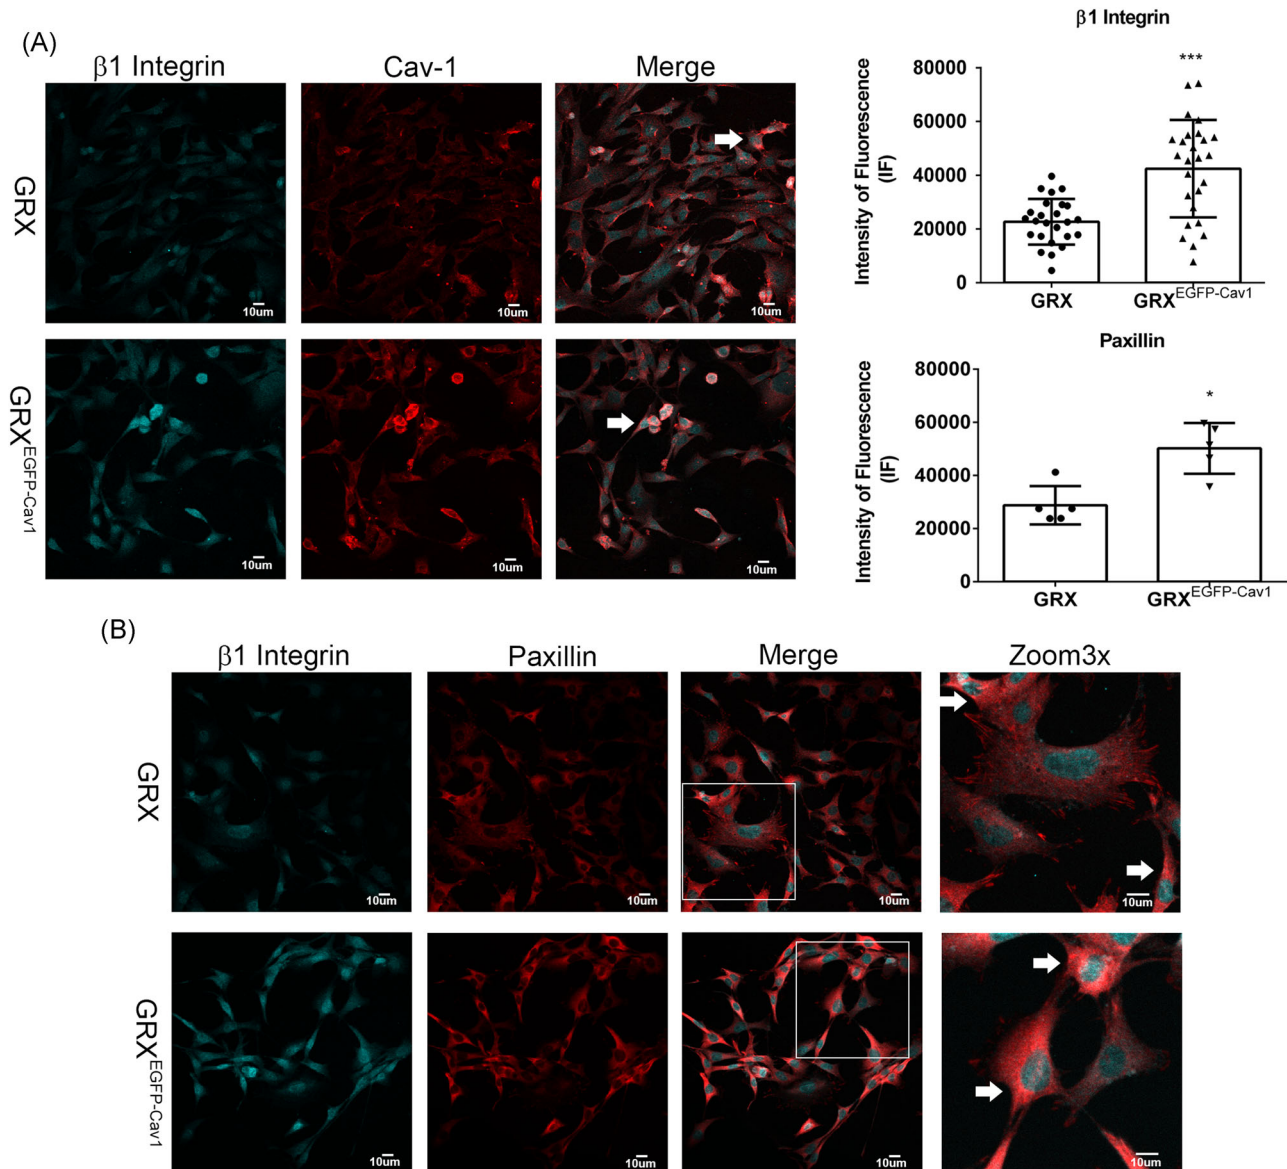 (A)
β1 Integrin Cav-1 Merge
GRX
10um 10um 10um
GRX^EGFP-Cav1
10um 10um 10um
β1 Integrin
***
Intensity of Fluorescence
(IF)
80000
60000
40000
20000
0
GRX GRX^EGFP-Cav1
Paxillin
*
Intensity of Fluorescence
(IF)
80000
60000
40000
20000
0
GRX GRX^EGFP-Cav1
(B)
β1 Integrin Paxillin Merge Zoom3x
GRX
10um 10um 10um 10um
GRX^EGFP-Cav1
10um 10um 10um 10um